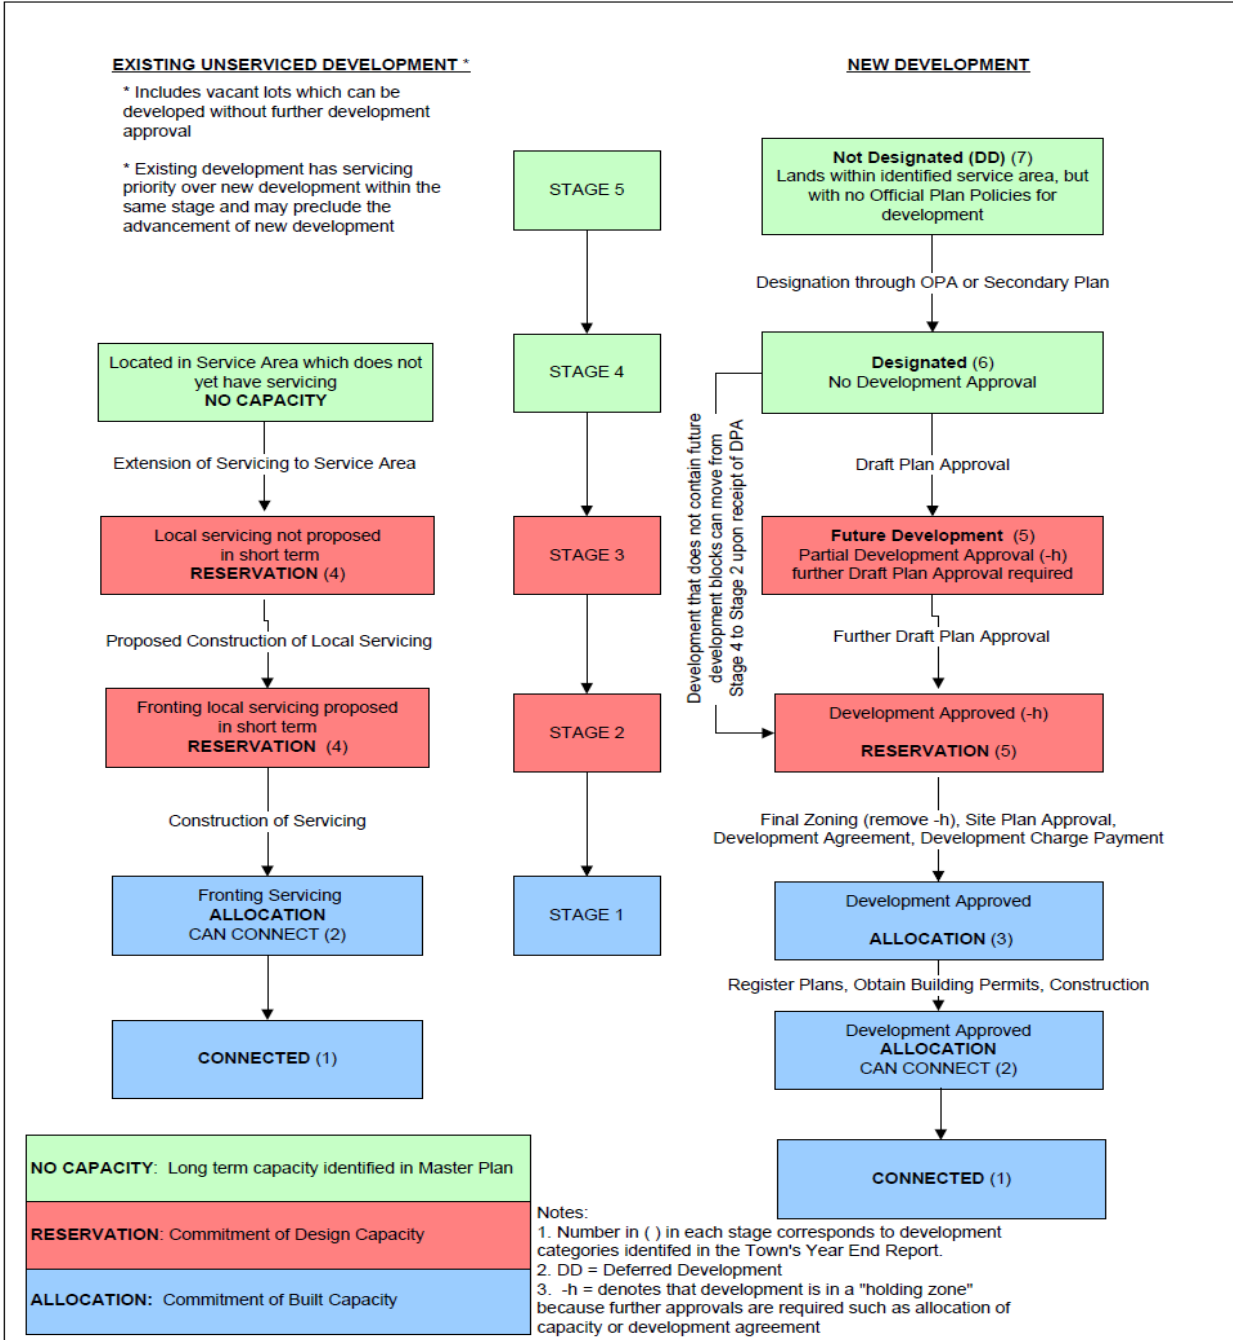 EXISTING UNSERVICED DEVELOPMENT *
* Includes vacant lots which can be
developed without further development
approval
* Existing development has servicing
priority over new development within the
same stage and may preclude the
advancement of new development
Located in Service Area which does not
yet have servicing
NO CAPACITY
Extension of Servicing to Service Area
Local servicing not proposed
in short term
RESERVATION (4)
Proposed Construction of Local Servicing
Fronting local servicing proposed
in short term
RESERVATION (4)
Construction of Servicing
Fronting Servicing
ALLOCATION
CAN CONNECT (2)
CONNECTED (1)
STAGE 5
STAGE 4
STAGE 3
STAGE 2
STAGE 1
NEW DEVELOPMENT
Not Designated (DD) (7)
Lands within identified service area, but
with no Official Plan Policies for
development
Designation through OPA or Secondary Plan
Designated (6)
No Development Approval
Development that does not contain future
development blocks can move from
Stage 4 to Stage 2 upon receipt of DPA
Draft Plan Approval
Future Development (5)
Partial Development Approval (-h)
further Draft Plan Approval required
Further Draft Plan Approval
Development Approved (-h)
RESERVATION (5)
Final Zoning (remove -h), Site Plan Approval,
Development Agreement, Development Charge Payment
Development Approved
ALLOCATION (3)
Register Plans, Obtain Building Permits, Construction
Development Approved
ALLOCATION
CAN CONNECT (2)
CONNECTED (1)
NO CAPACITY: Long term capacity identified in Master Plan
RESERVATION: Commitment of Design Capacity
ALLOCATION: Commitment of Built Capacity
Notes:
1. Number in ( ) in each stage corresponds to development
categories identifed in the Town's Year End Report.
2. DD = Deferred Development
3. -h = denotes that development is in a "holding zone"
because further approvals are required such as allocation of
capacity or development agreement